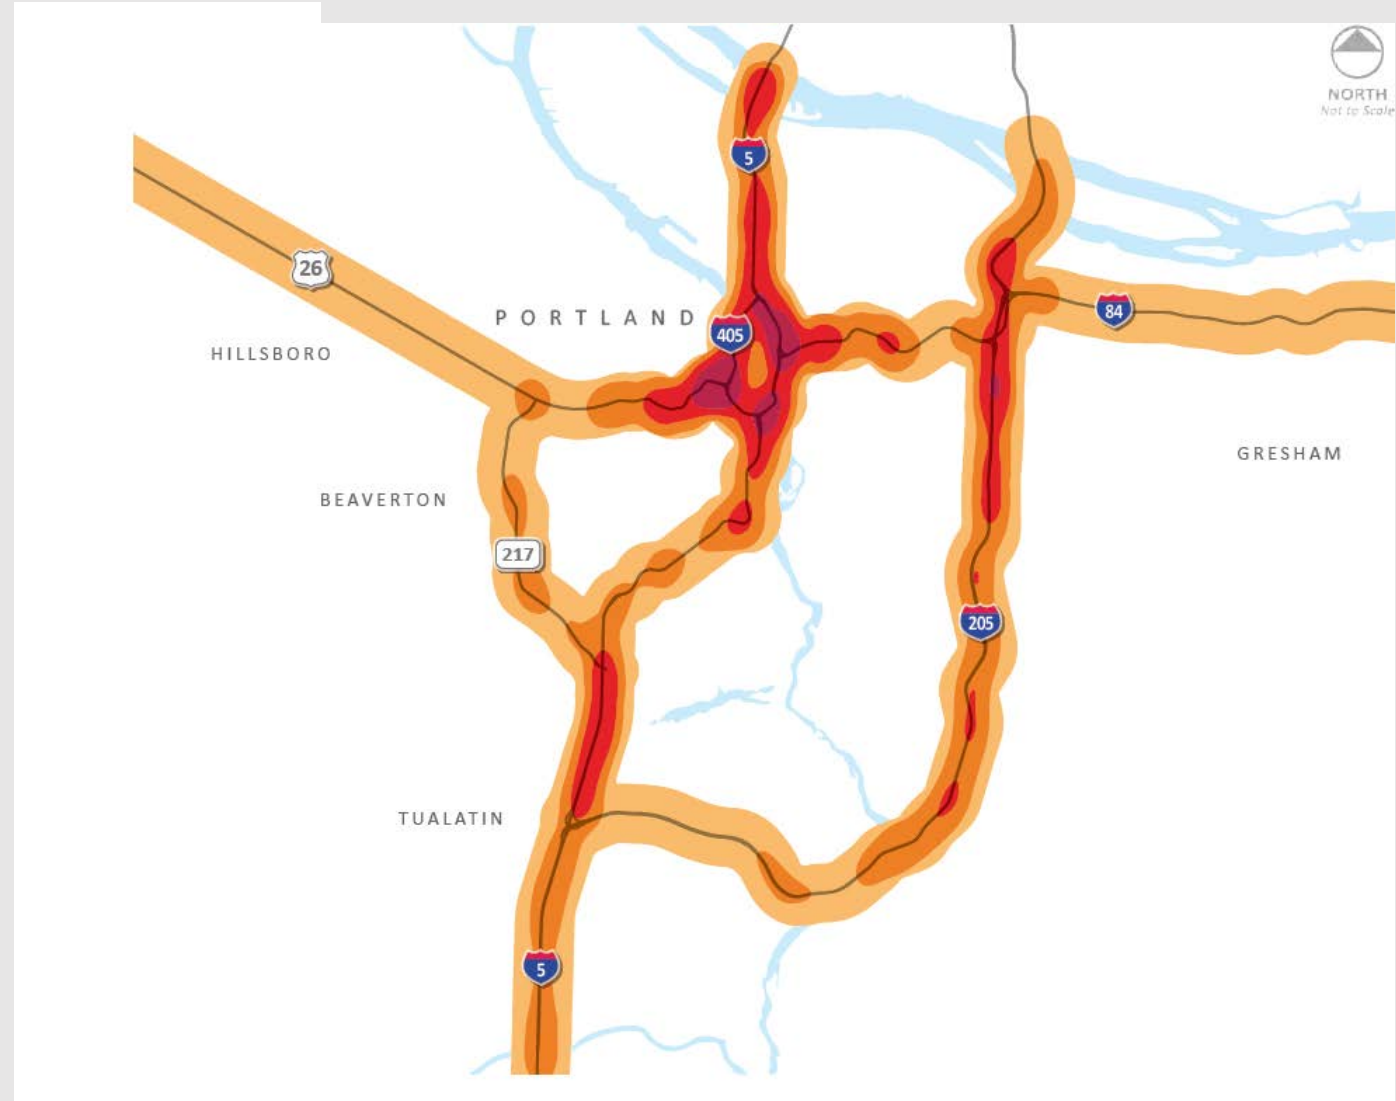 NORTH
Not to Scale
5
26
84
PORTLAND
405
HILLSBORO
GRESHAM
BEAVERTON
217
205
TUALATIN
5